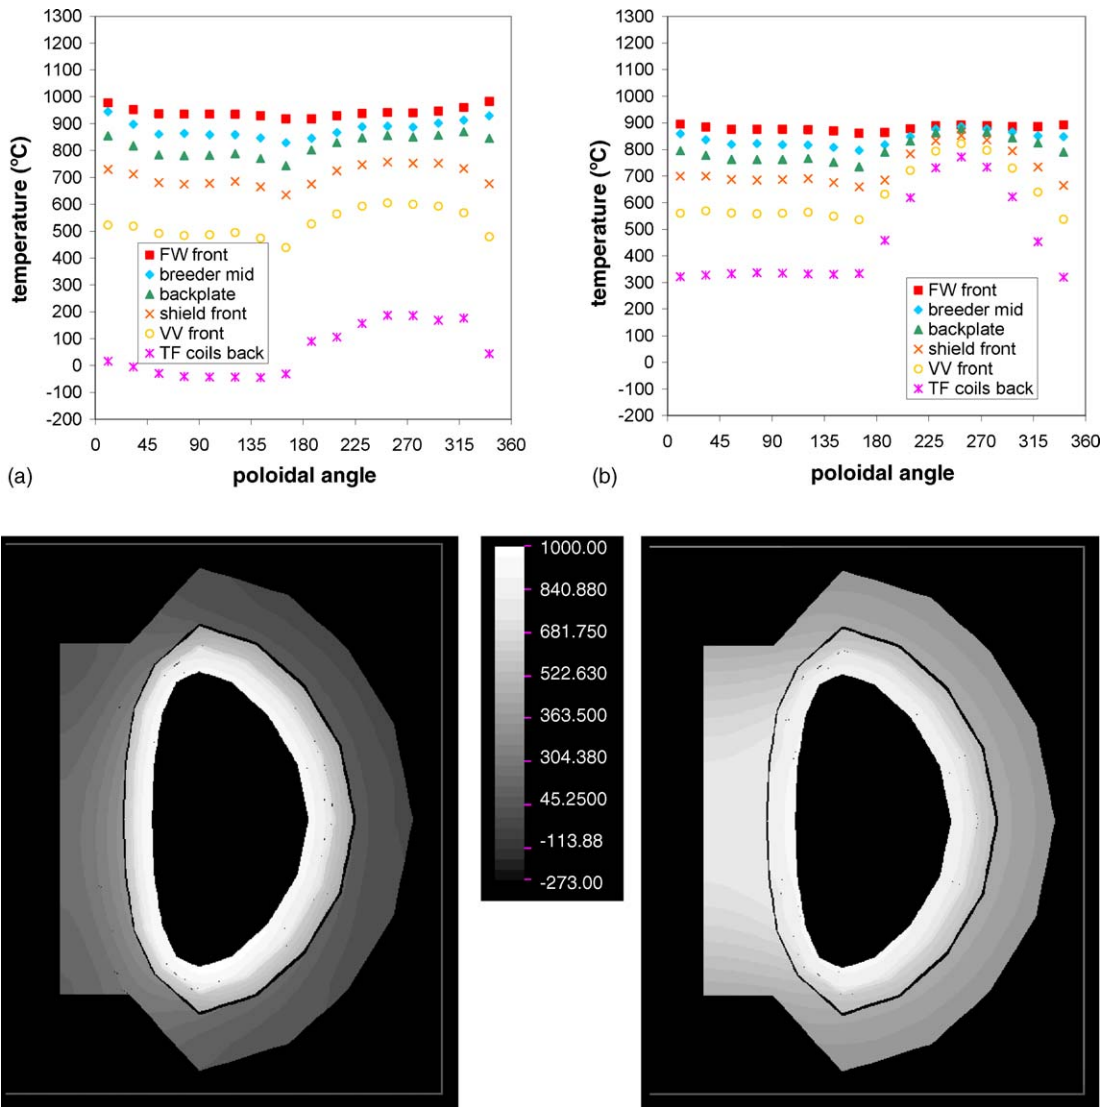 1300
1200
1100
1000
900
800
700
600
500
400
300
200
100
0
-100
-200
temperature (°C)
FW front
breeder mid
backplate
shield front
VV front
TF coils back
0 45 90 135 180 225 270 315 360
(a) poloidal angle
1300
1200
1100
1000
900
800
700
600
500
400
300
200
100
0
-100
-200
temperature (°C)
FW front
breeder mid
backplate
shield front
VV front
TF coils back
0 45 90 135 180 225 270 315 360
(b) poloidal angle
1000.00
840.880
681.750
522.630
363.500
304.380
45.2500
-113.88
-273.00